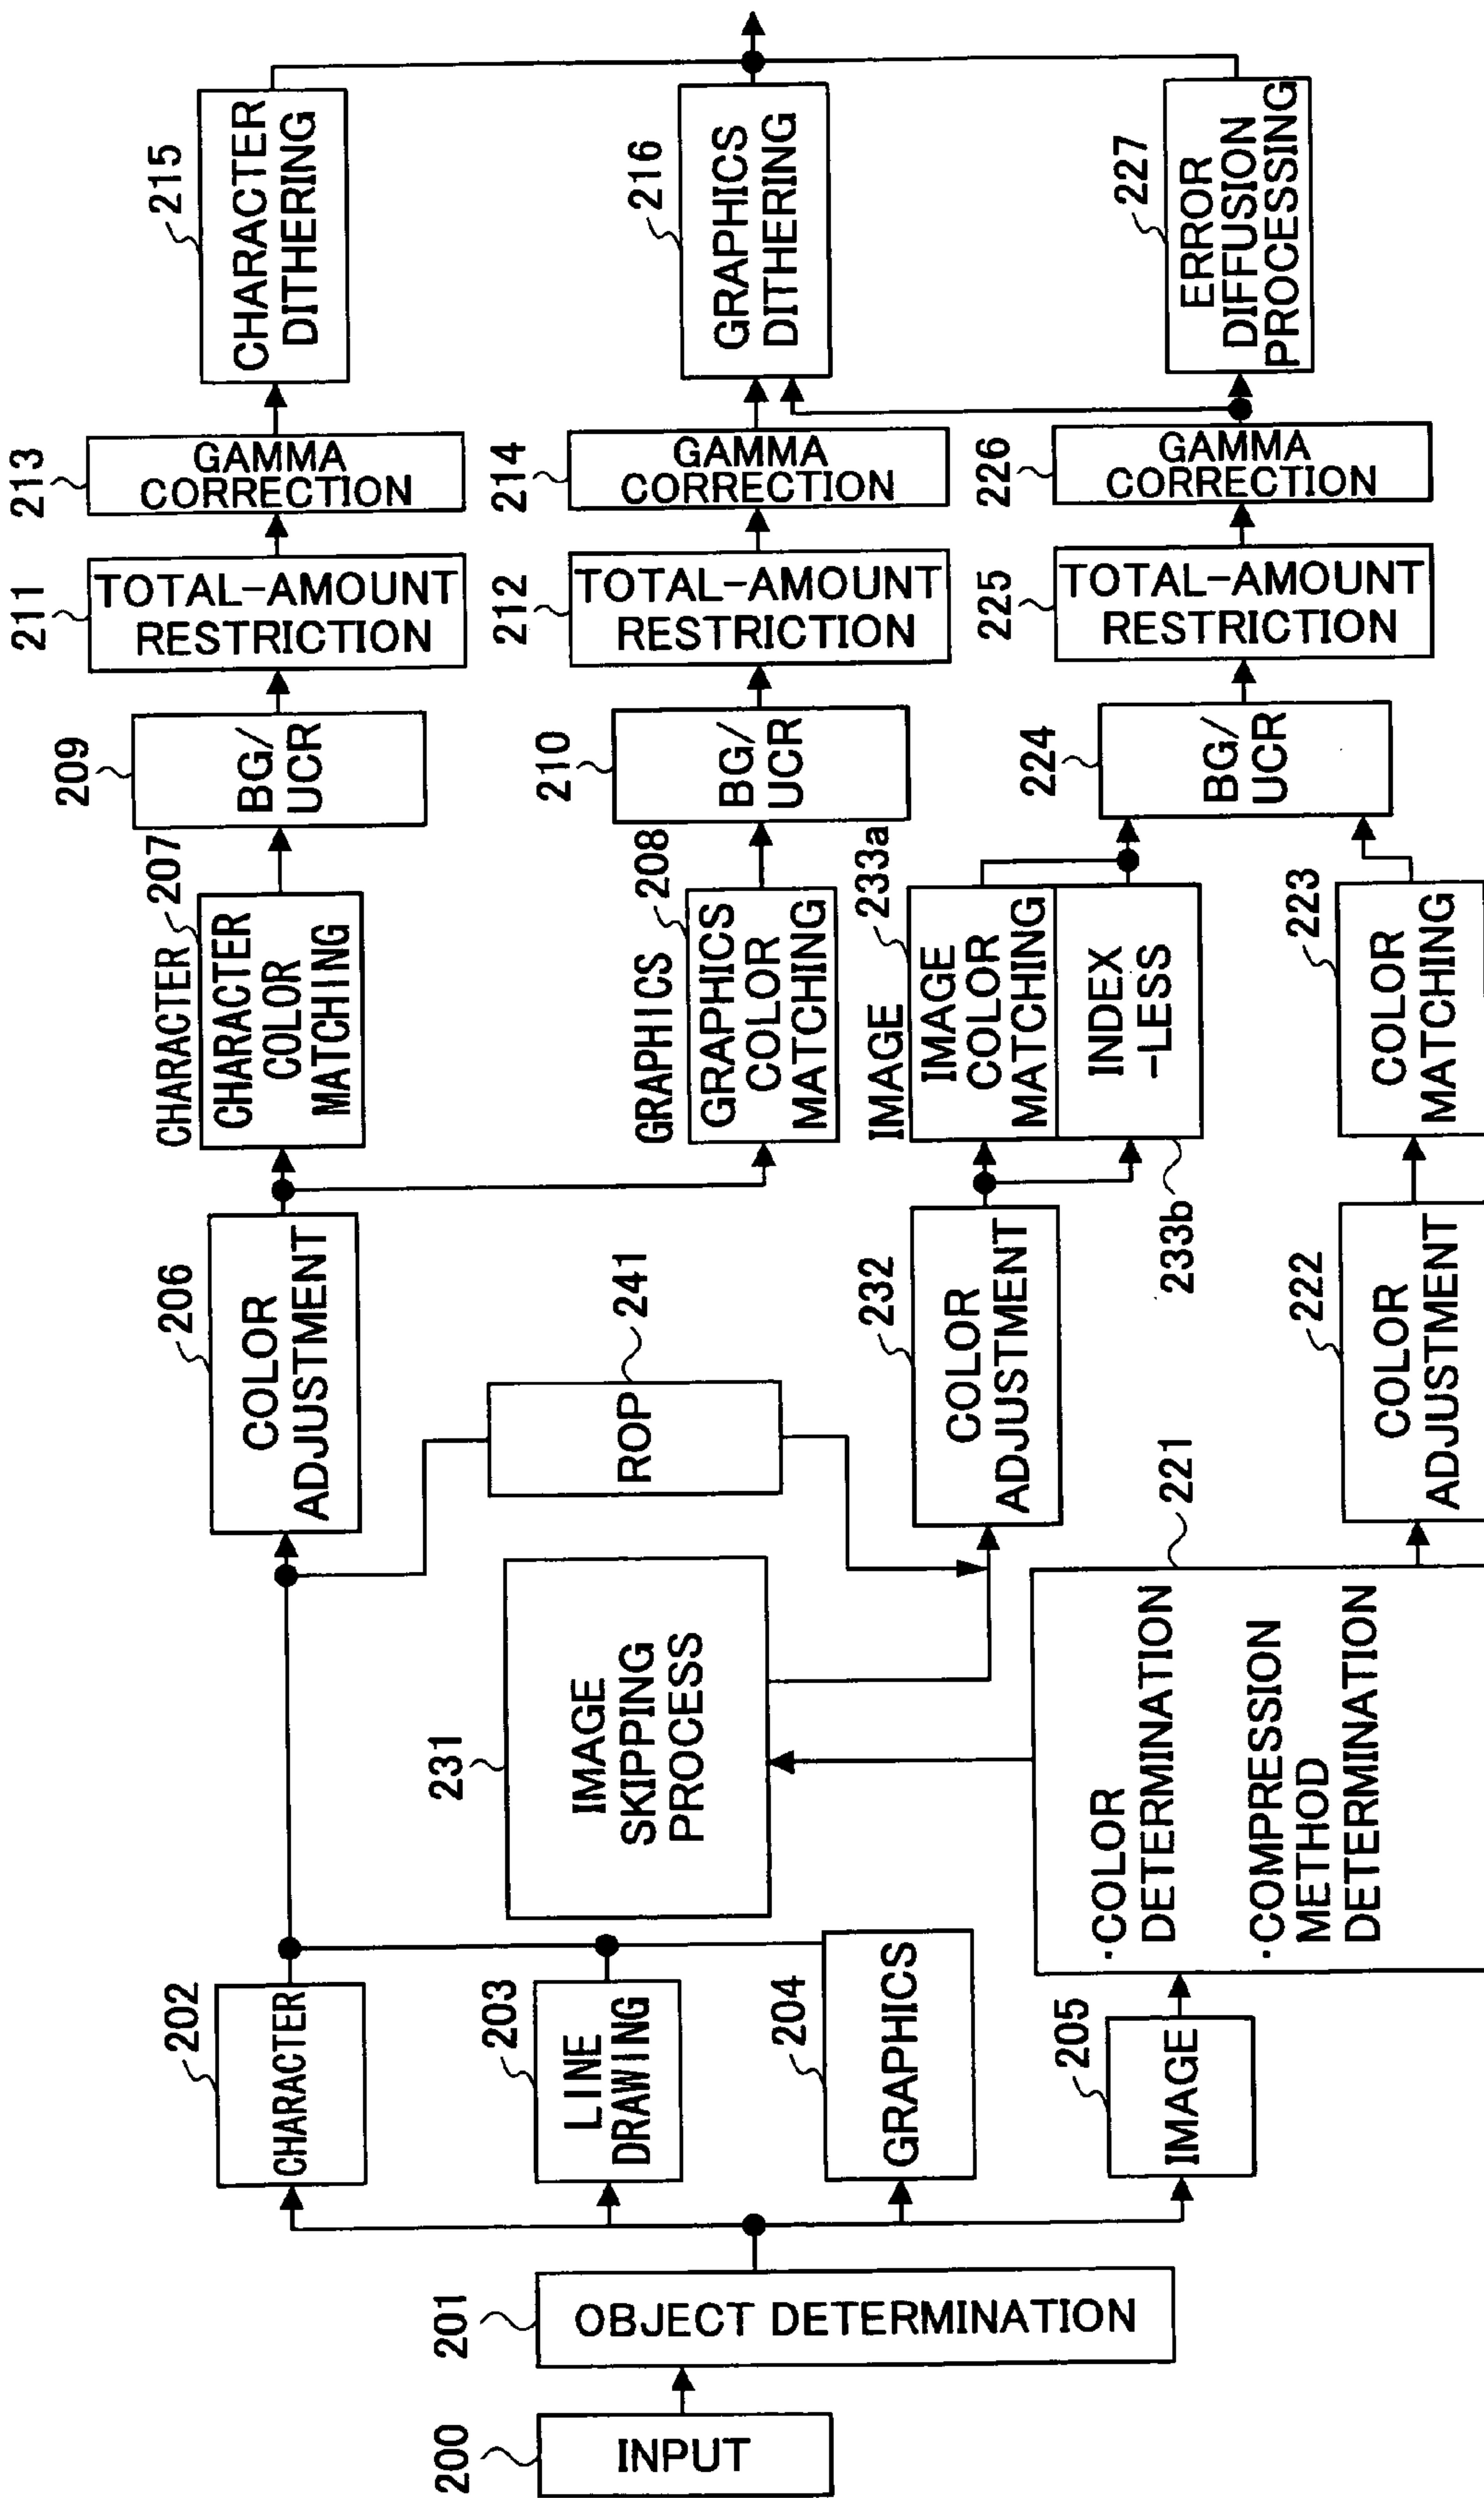 200
INPUT
201
OBJECT DETERMINATION
202
CHARACTER
203
LINE
DRAWING
204
GRAPHICS
205
IMAGE
231
IMAGE
SKIPPING
PROCESS
221
·COLOR
DETERMINATION
·COMPRESSION
METHOD
DETERMINATION
206
COLOR
ADJUSTMENT
ROP
241
232
COLOR
ADJUSTMENT
222
COLOR
ADJUSTMENT
CHARACTER
207
CHARACTER
COLOR
MATCHING
GRAPHICS
208
GRAPHICS
COLOR
MATCHING
IMAGE
233a
IMAGE
COLOR
MATCHING
INDEX
-LESS
233b
223
COLOR
MATCHING
209
BG/
UCR
210
BG/
UCR
224
BG/
UCR
211
TOTAL-AMOUNT
RESTRICTION
212
TOTAL-AMOUNT
RESTRICTION
225
TOTAL-AMOUNT
RESTRICTION
213
GAMMA
CORRECTION
214
GAMMA
CORRECTION
226
GAMMA
CORRECTION
215
CHARACTER
DITHERING
216
GRAPHICS
DITHERING
227
ERROR
DIFFUSION
PROCESSING